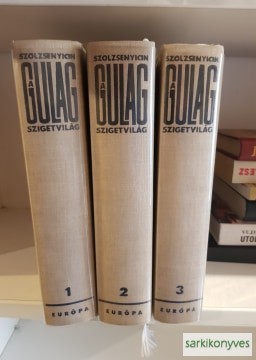 SZOLZSENYICIN
A
GULAG
SZIGETVILÁG
1
EURÓPA
SZOLZSENYICIN
A
GULAG
SZIGETVILÁG
2
EURÓPA
SZOLZSENYICIN
A
GULAG
SZIGETVILÁG
3
EURÓPA
sarkikonyves